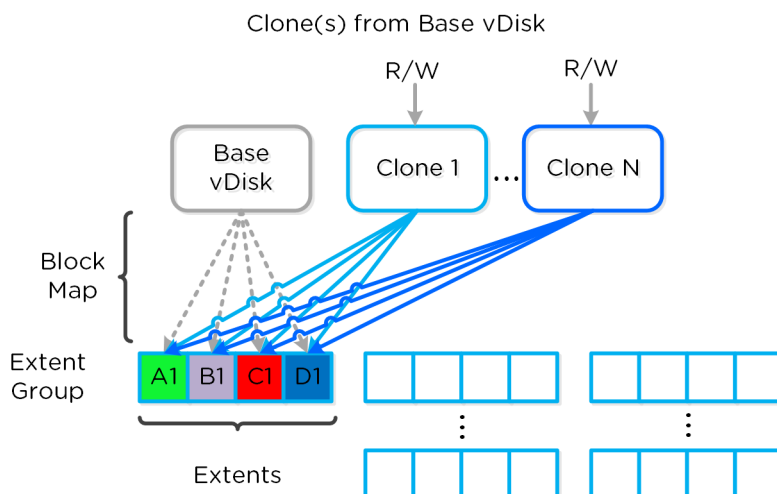 Clone(s) from Base vDisk
R/W
R/W
Base
vDisk
Clone 1
...
Clone N
Block
Map
Extent
Group
A1
B1
C1
D1
Extents